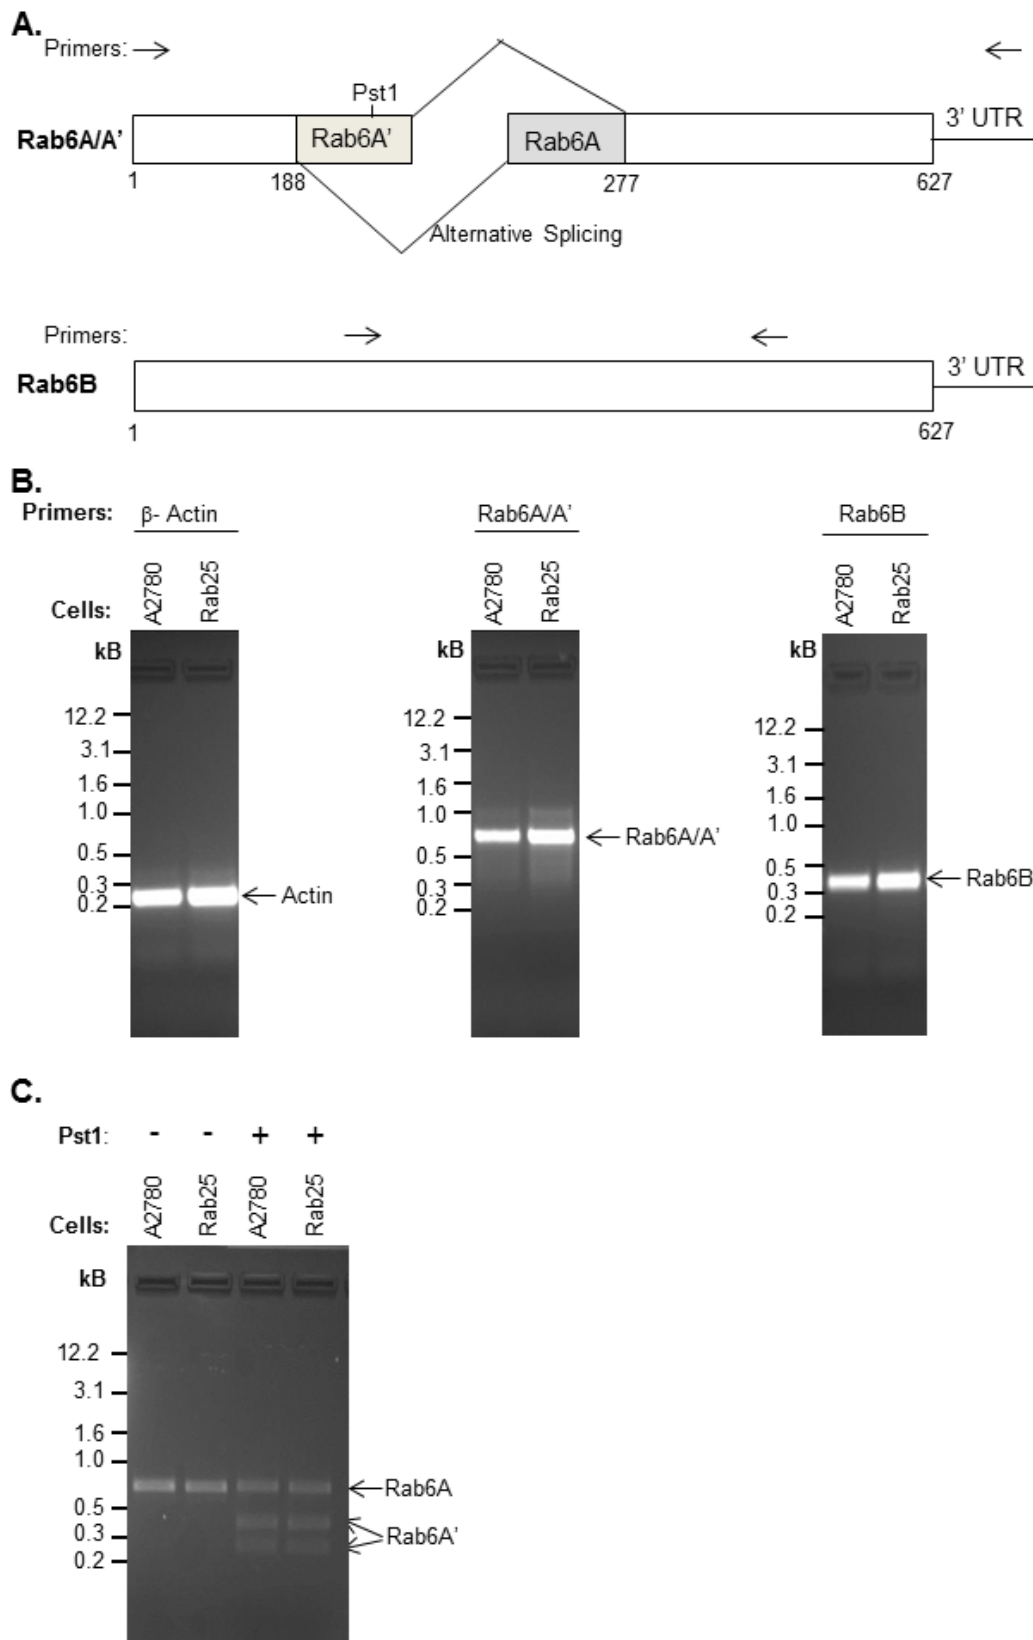 A.
Primers:
Pst1
Rab6A/A’ Rab6A’ Rab6A 3’ UTR
1 188 277 627
Alternative Splicing
Primers:
Rab6B 3’ UTR
1 627
B.
Primers: β- Actin Rab6A/A’ Rab6B
Cells: A2780 Rab25 A2780 Rab25 A2780 Rab25
kB
12.2
3.1
1.6
1.0
0.5
0.3
0.2
Actin
kB
12.2
3.1
1.6
1.0
0.5
0.3
0.2
Rab6A/A’
kB
12.2
3.1
1.6
1.0
0.5
0.3
0.2
Rab6B
C.
Pst1: - - + +
Cells: A2780 Rab25 A2780 Rab25
kB
12.2
3.1
1.6
1.0
0.5
0.3
0.2
Rab6A
Rab6A’